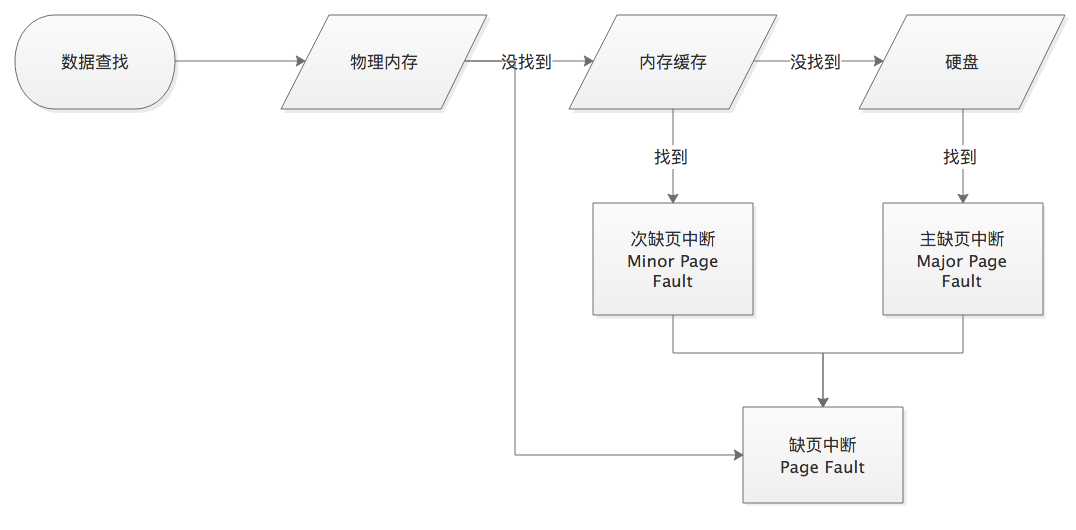 数据查找
物理内存
没找到
内存缓存
没找到
硬盘
找到
找到
次缺页中断
Minor Page
Fault
主缺页中断
Major Page
Fault
缺页中断
Page Fault